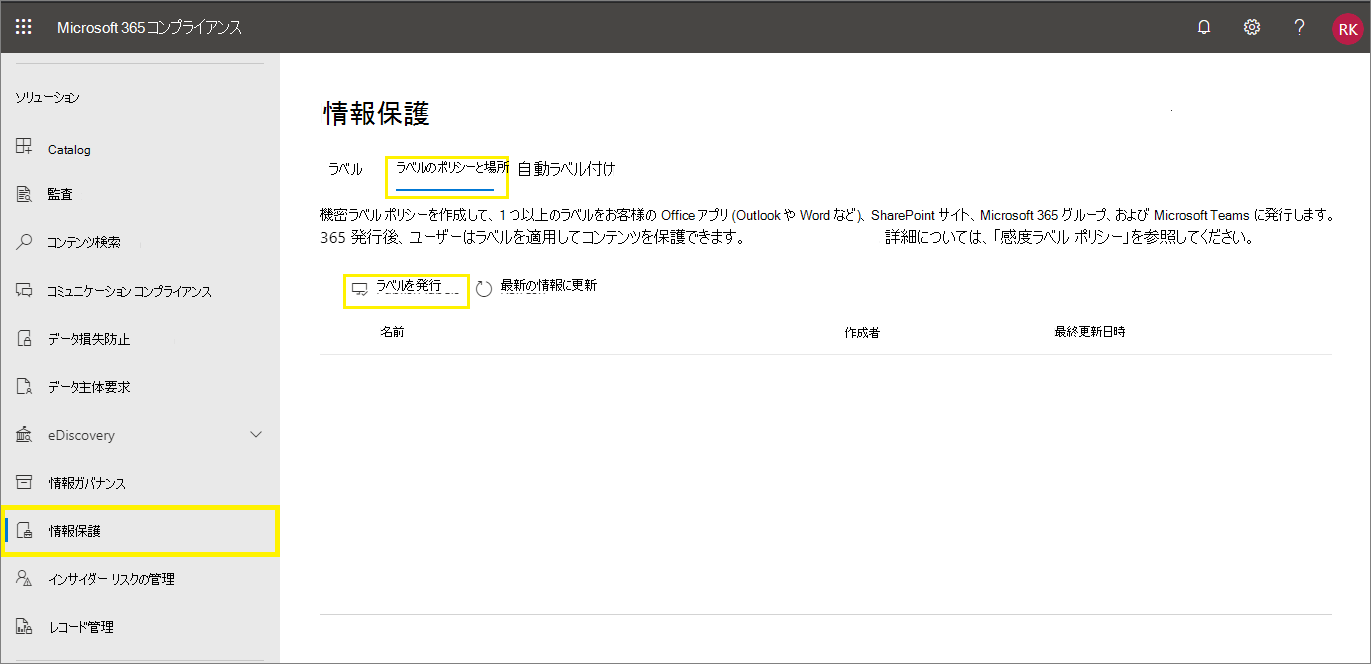 Microsoft 365コンプライアンス
RK
ソリューション
Catalog
監査
コンテンツ検索
コミュニケーション コンプライアンス
データ損失防止
データ主体要求
eDiscovery
情報ガバナンス
情報保護
インサイダー リスクの管理
レコード管理
情報保護
ラベル ラベルのポリシーと場所 自動ラベル付け
機密ラベル ポリシーを作成して、1 つ以上のラベルをお客様の Office アプリ (Outlook や Word など)、SharePoint サイト、Microsoft 365 グループ、および Microsoft Teams に発行します。
365 発行後、ユーザーはラベルを適用してコンテンツを保護できます。 詳細については、「感度ラベル ポリシー」を参照してください。
ラベルを発行 最新の情報に更新
名前 作成者 最終更新日時